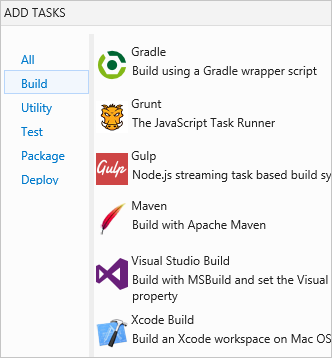 ADD TASKS
All
Build
Utility
Test
Package
Deploy
Gradle
Build using a Gradle wrapper script
Grunt
The JavaScript Task Runner
Gulp
Gulp
Node.js streaming task based build sy
Maven
Build with Apache Maven
Visual Studio Build
Build with MSBuild and set the Visual
property
Xcode Build
Build an Xcode workspace on Mac OS